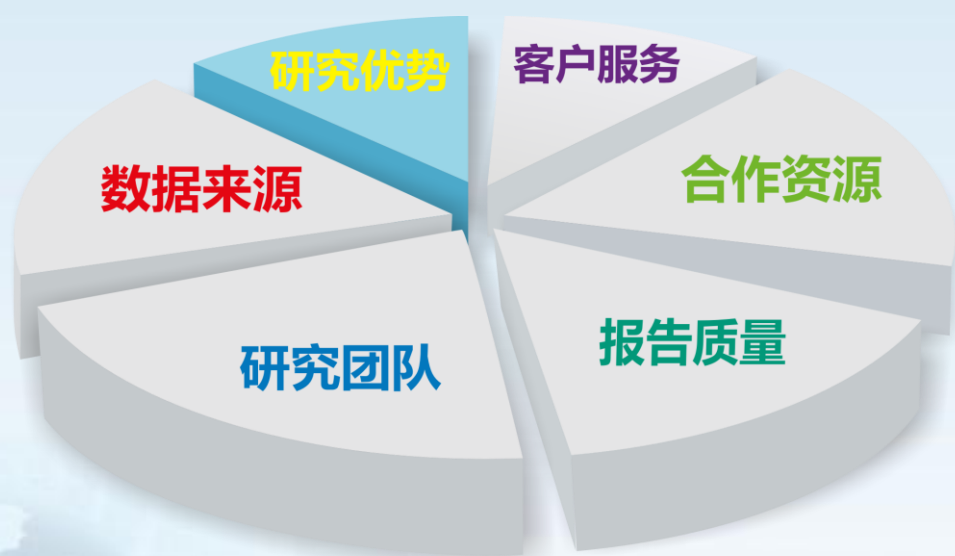 研究优势
客户服务
数据来源
合作资源
研究团队
报告质量